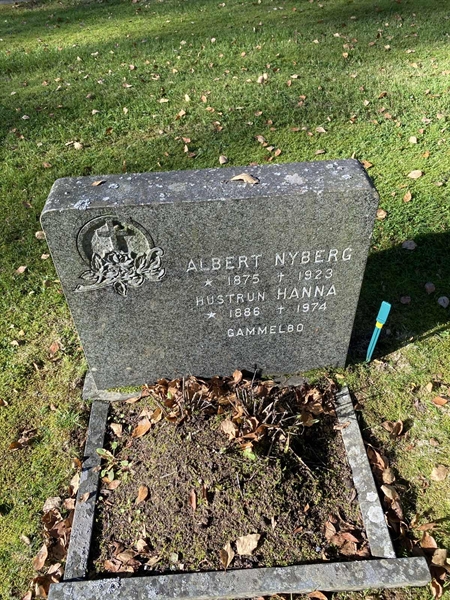 ALBERT NYBERG
* 1875 † 1923
HUSTRUN HANNA
* 1886 † 1974
GAMMELBO